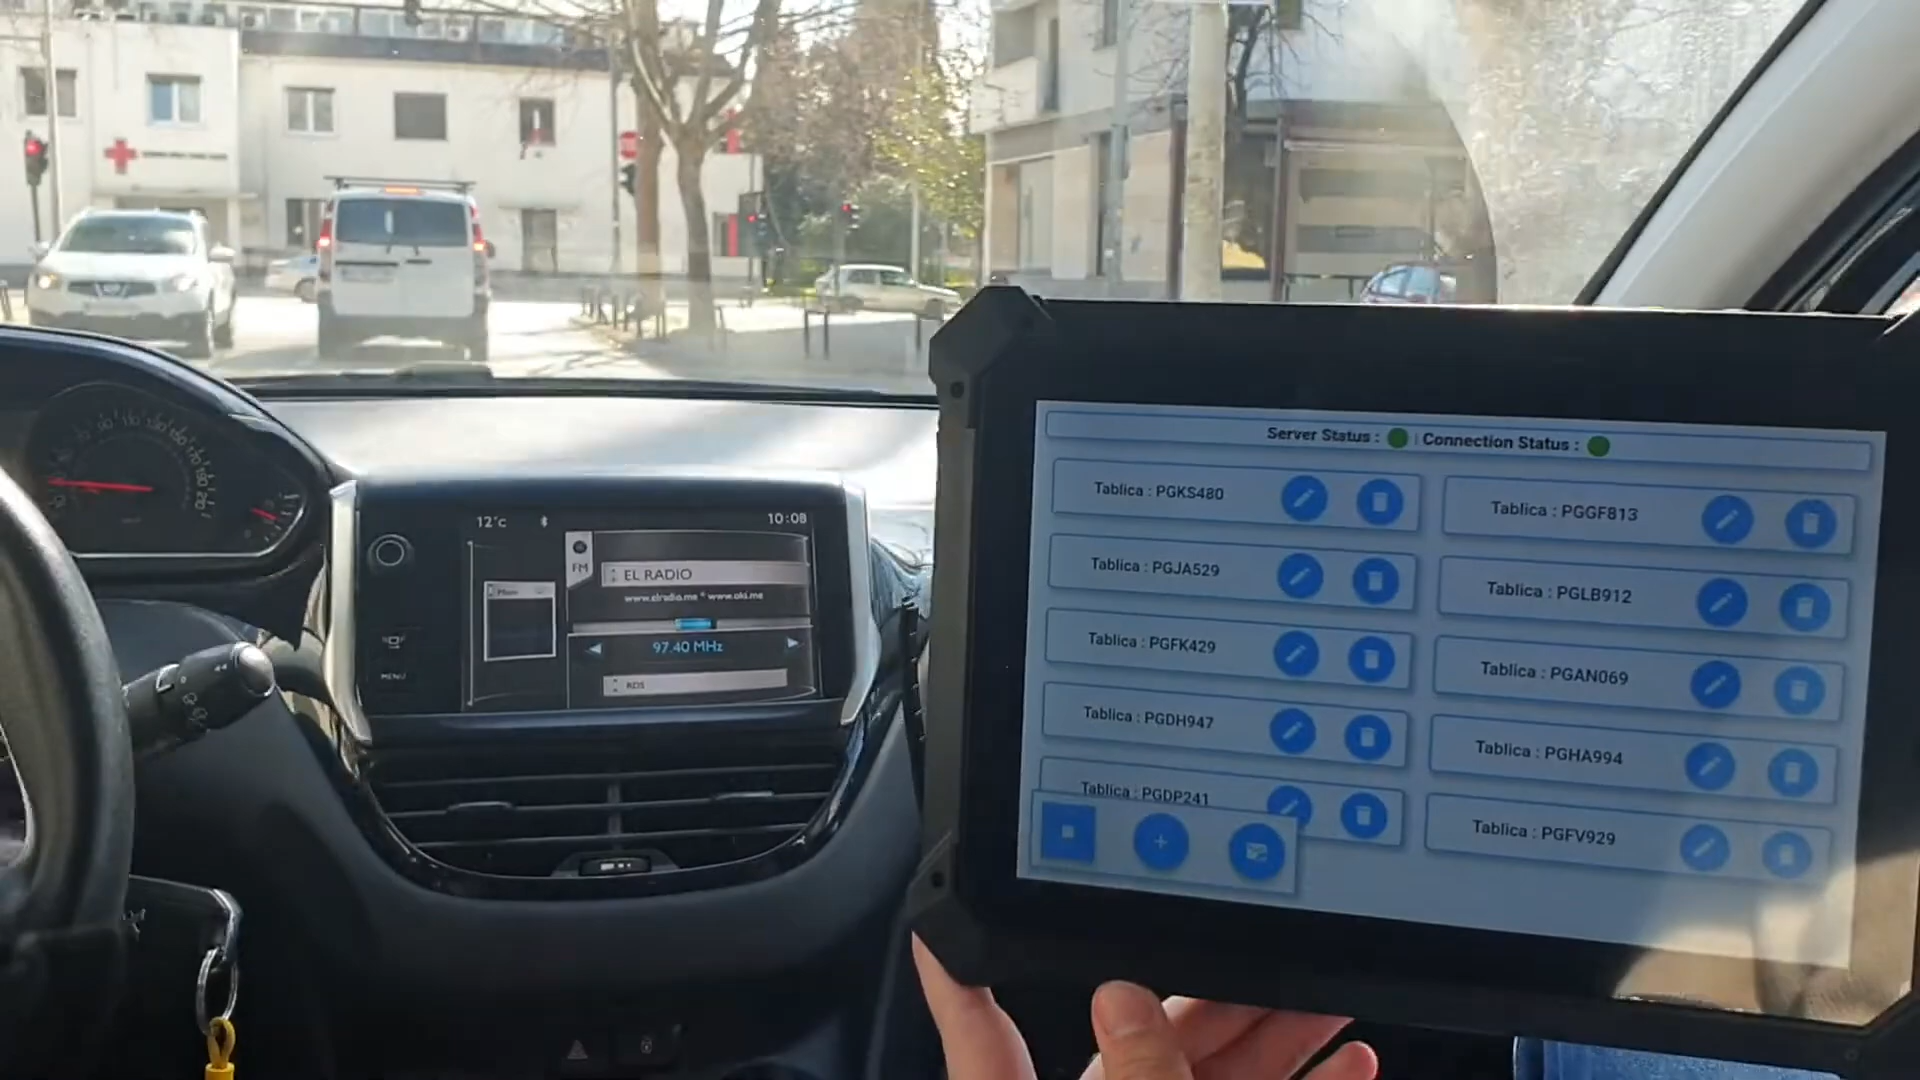 Server Status : | Connection Status :
Tablica : PGKS480
Tablica : PGGF813
Tablica : PGJA529
Tablica : PGLB912
Tablica : PGFK429
Tablica : PGAN069
Tablica : PGDH947
Tablica : PGHA994
Tablica : PGDP241
Tablica : PGFV929
12°c
10:08
FM
EL RADIO
www.elradio.me * www.oki.me
97.40 MHz
RDS
MENU